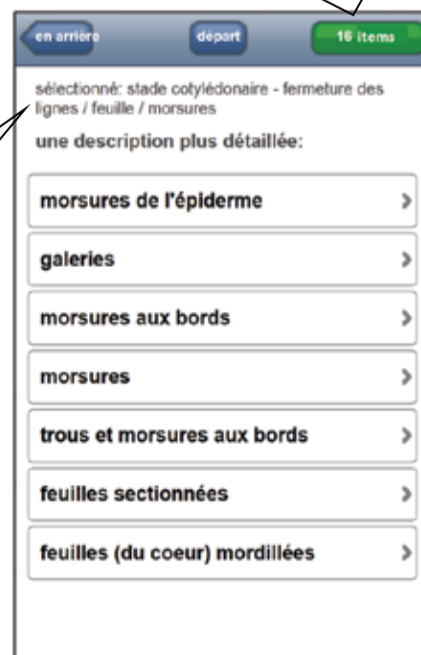 en arrière départ 16 items
sélectionné: stade cotylédonaire - fermeture des
lignes / feuille / morsures
une description plus détaillée:
morsures de l'épiderme
galeries
morsures aux bords
morsures
trous et morsures aux bords
feuilles sectionnées
feuilles (du coeur) mordillées